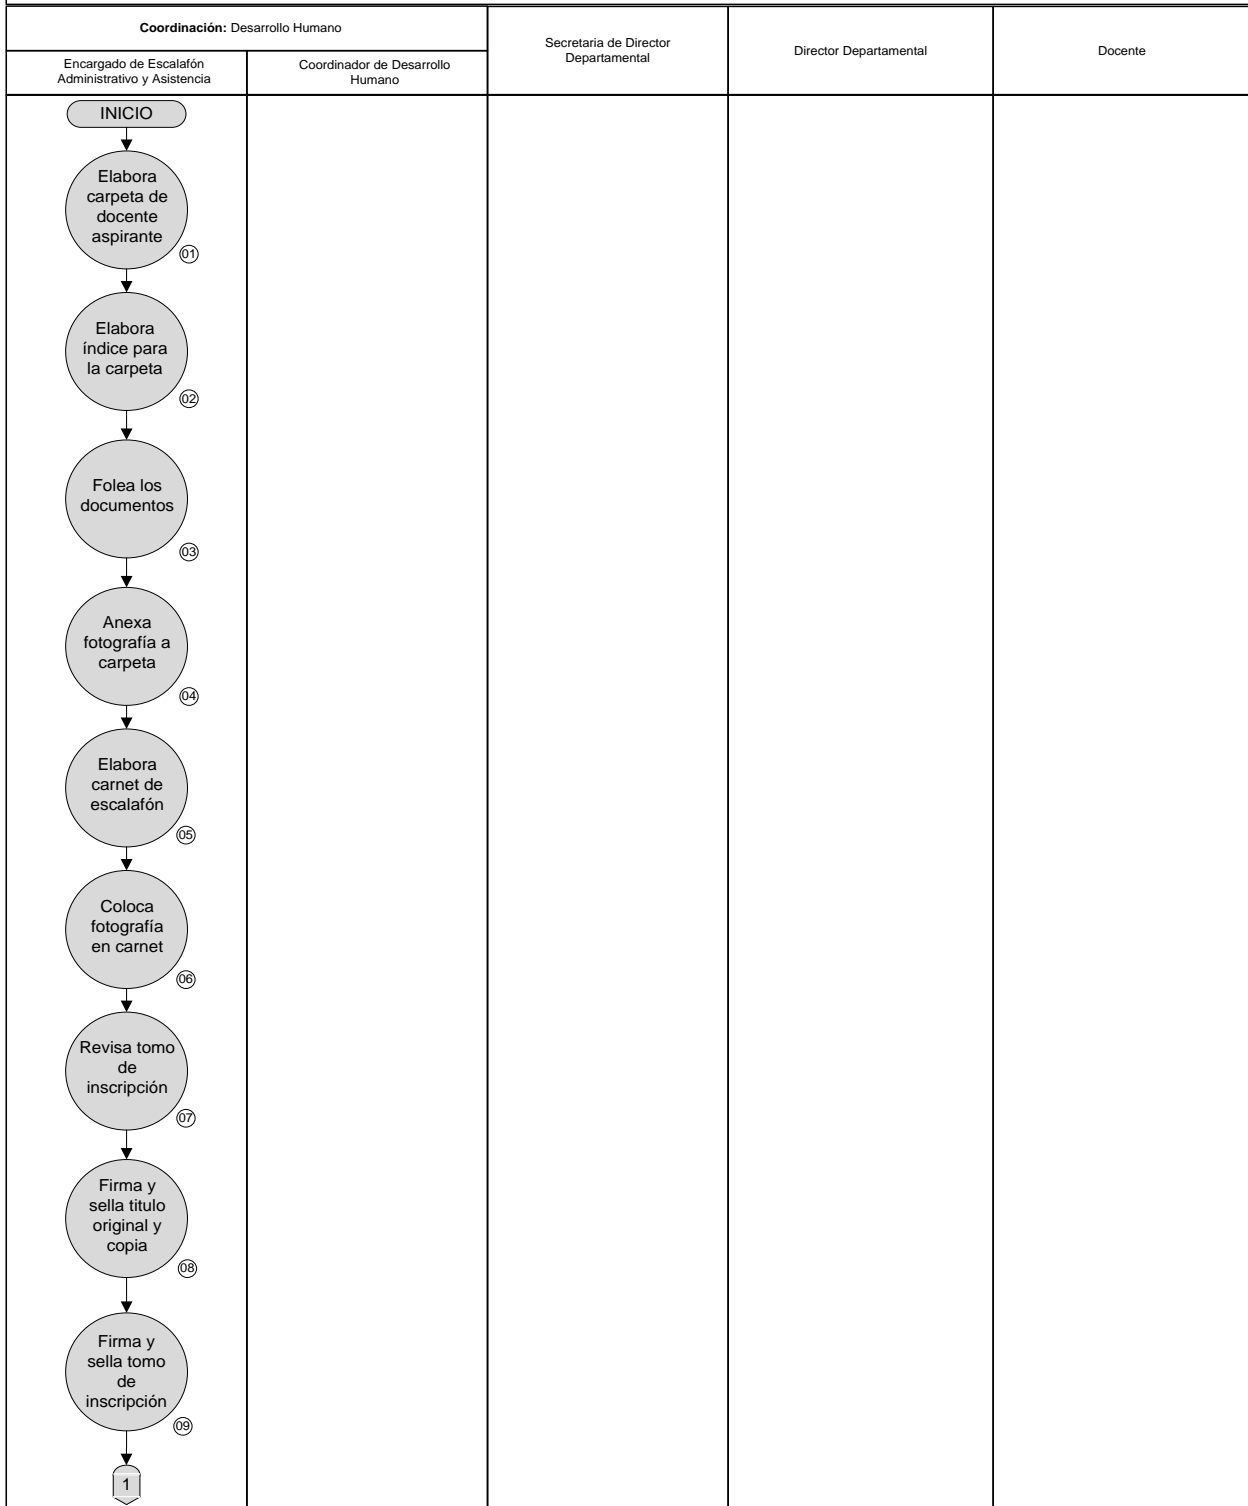 Coordinación: Desarrollo Humano
Encargado de Escalafón
Administrativo y Asistencia
Coordinador de Desarrollo
Humano
Secretaria de Director
Departamental
Director Departamental
Docente
INICIO
Elabora
carpeta de
docente
aspirante
01
Elabora
índice para
la carpeta
02
Folea los
documentos
03
Anexa
fotografía a
carpeta
04
Elabora
carnet de
escalafón
05
Coloca
fotografía
en carnet
06
Revisa tomo
de
inscripción
07
Firma y
sella titulo
original y
copia
08
Firma y
sella tomo
de
inscripción
09
1